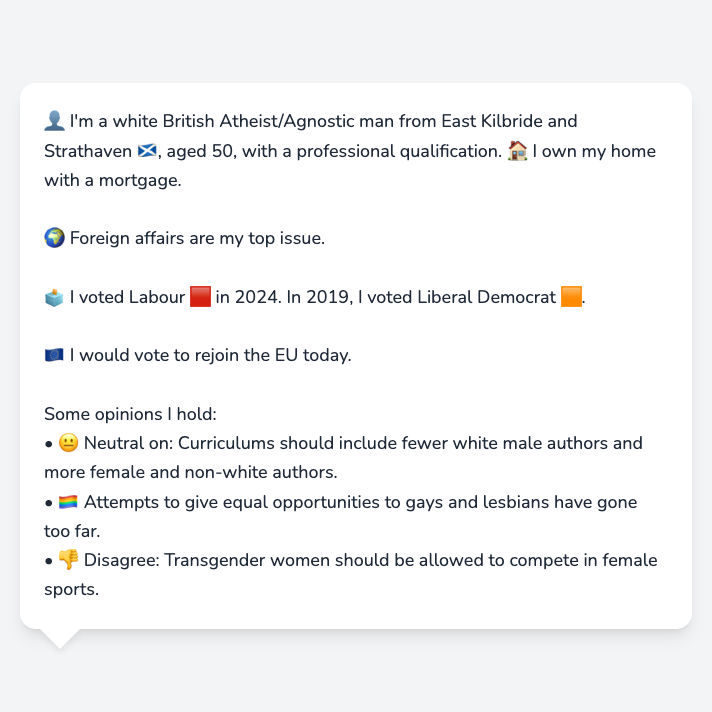 👤 I'm a white British Atheist/Agnostic man from East Kilbride and
Strathaven 🏴󠁧󠁢󠁳󠁣󠁴󠁿, aged 50, with a professional qualification. 🏠 I own my home
with a mortgage.
🌍 Foreign affairs are my top issue.
🗳️ I voted Labour 🟥 in 2024. In 2019, I voted Liberal Democrat 🟧.
🇪🇺 I would vote to rejoin the EU today.
Some opinions I hold:
• 😐 Neutral on: Curriculums should include fewer white male authors and
more female and non-white authors.
• 🏳️‍🌈 Attempts to give equal opportunities to gays and lesbians have gone
too far.
• 👎 Disagree: Transgender women should be allowed to compete in female
sports.